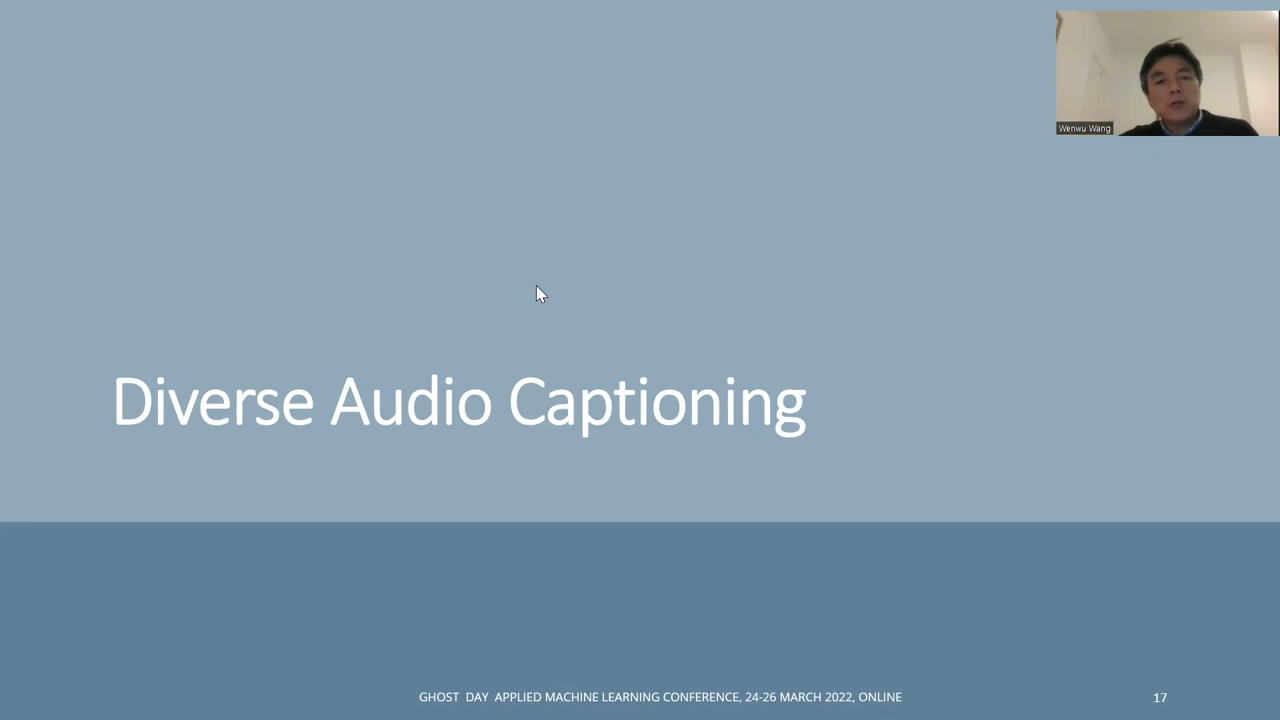 Wenwu Wang
Diverse Audio Captioning
GHOST DAY APPLIED MACHINE LEARNING CONFERENCE, 24-26 MARCH 2022, ONLINE
17